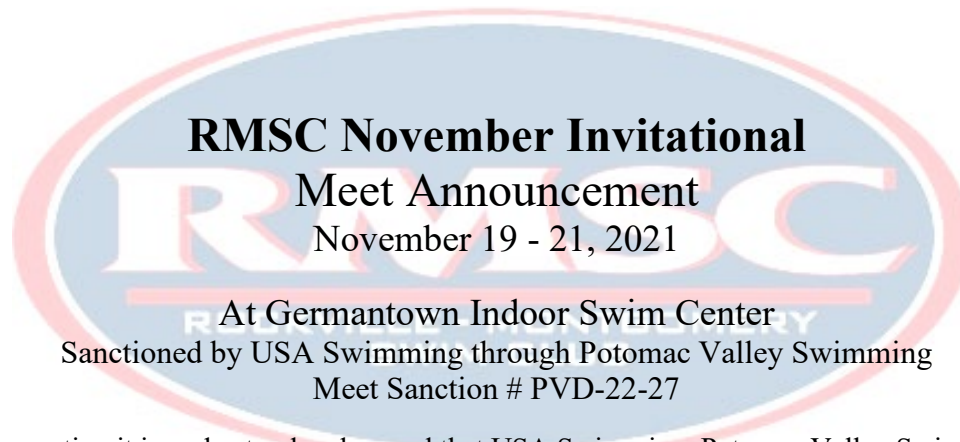 RMSC November Invitational
Meet Announcement
November 19 - 21, 2021
RMSC
At Germantown Indoor Swim Center
Sanctioned by USA Swimming through Potomac Valley Swimming
Meet Sanction # PVD-22-27